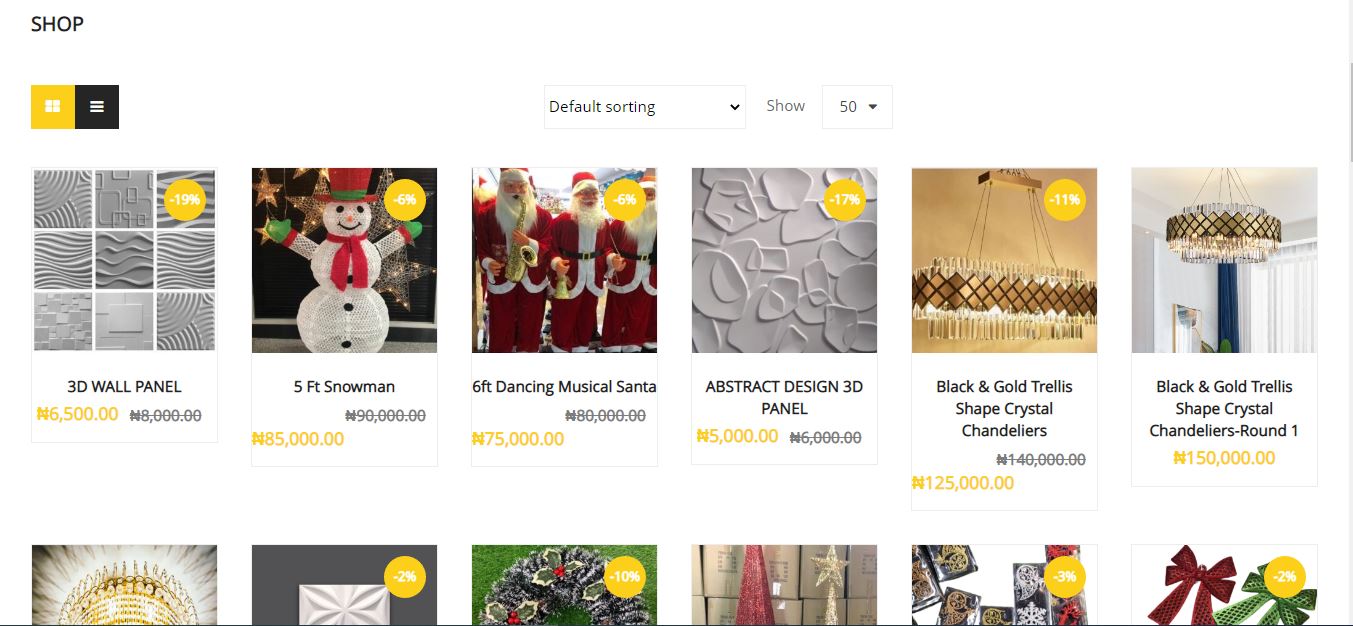 SHOP
Default sorting
Show
50
-19%
-6%
-6%
-17%
-11%
3D WALL PANEL
₦6,500.00 ₦8,000.00
5 Ft Snowman
₦90,000.00
₦85,000.00
6ft Dancing Musical Santa
₦80,000.00
₦75,000.00
ABSTRACT DESIGN 3D
PANEL
₦5,000.00 ₦6,000.00
Black & Gold Trellis
Shape Crystal
Chandeliers
₦140,000.00
₦125,000.00
Black & Gold Trellis
Shape Crystal
Chandeliers-Round 1
₦150,000.00
-2%
-10%
-3%
-2%